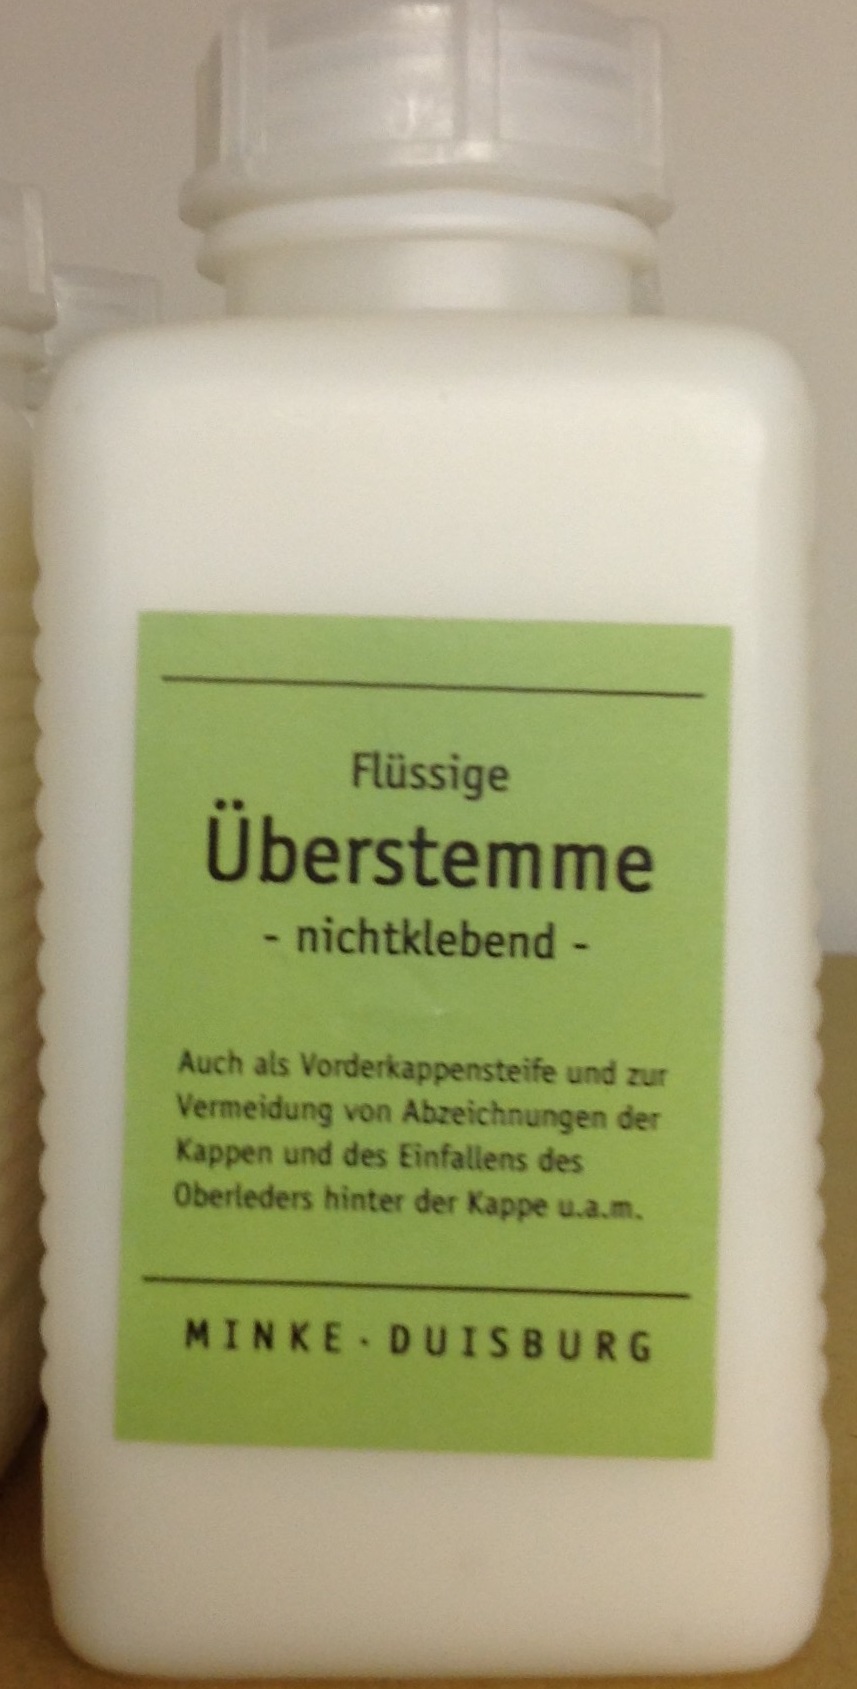 Flüssige
Überstemme
- nichtklebend -
Auch als Vorderkappensteife und zur
Vermeidung von Abzeichnungen der
Kappen und des Einfallens des
Oberleders hinter der Kappe u.a.m.
MINKE · DUISBURG